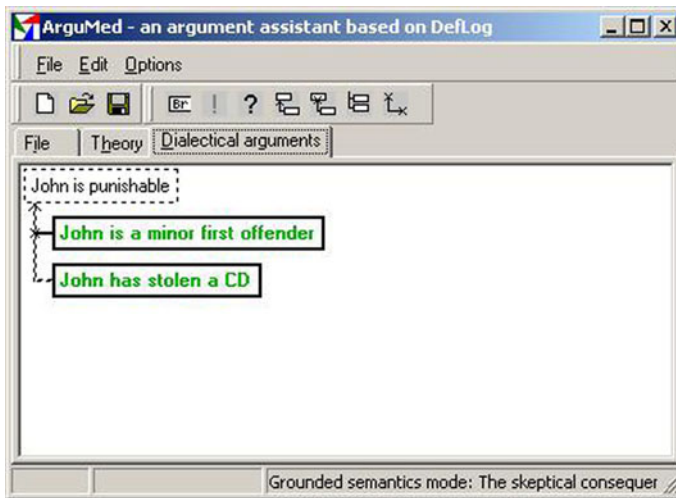 ArguMed - an argument assistant based on DefLog
File Edit Options
Br ! ?
File Theory Dialectical arguments
John is punishable
John is a minor first offender
John has stolen a CD
Grounded semantics mode: The skeptical consequer